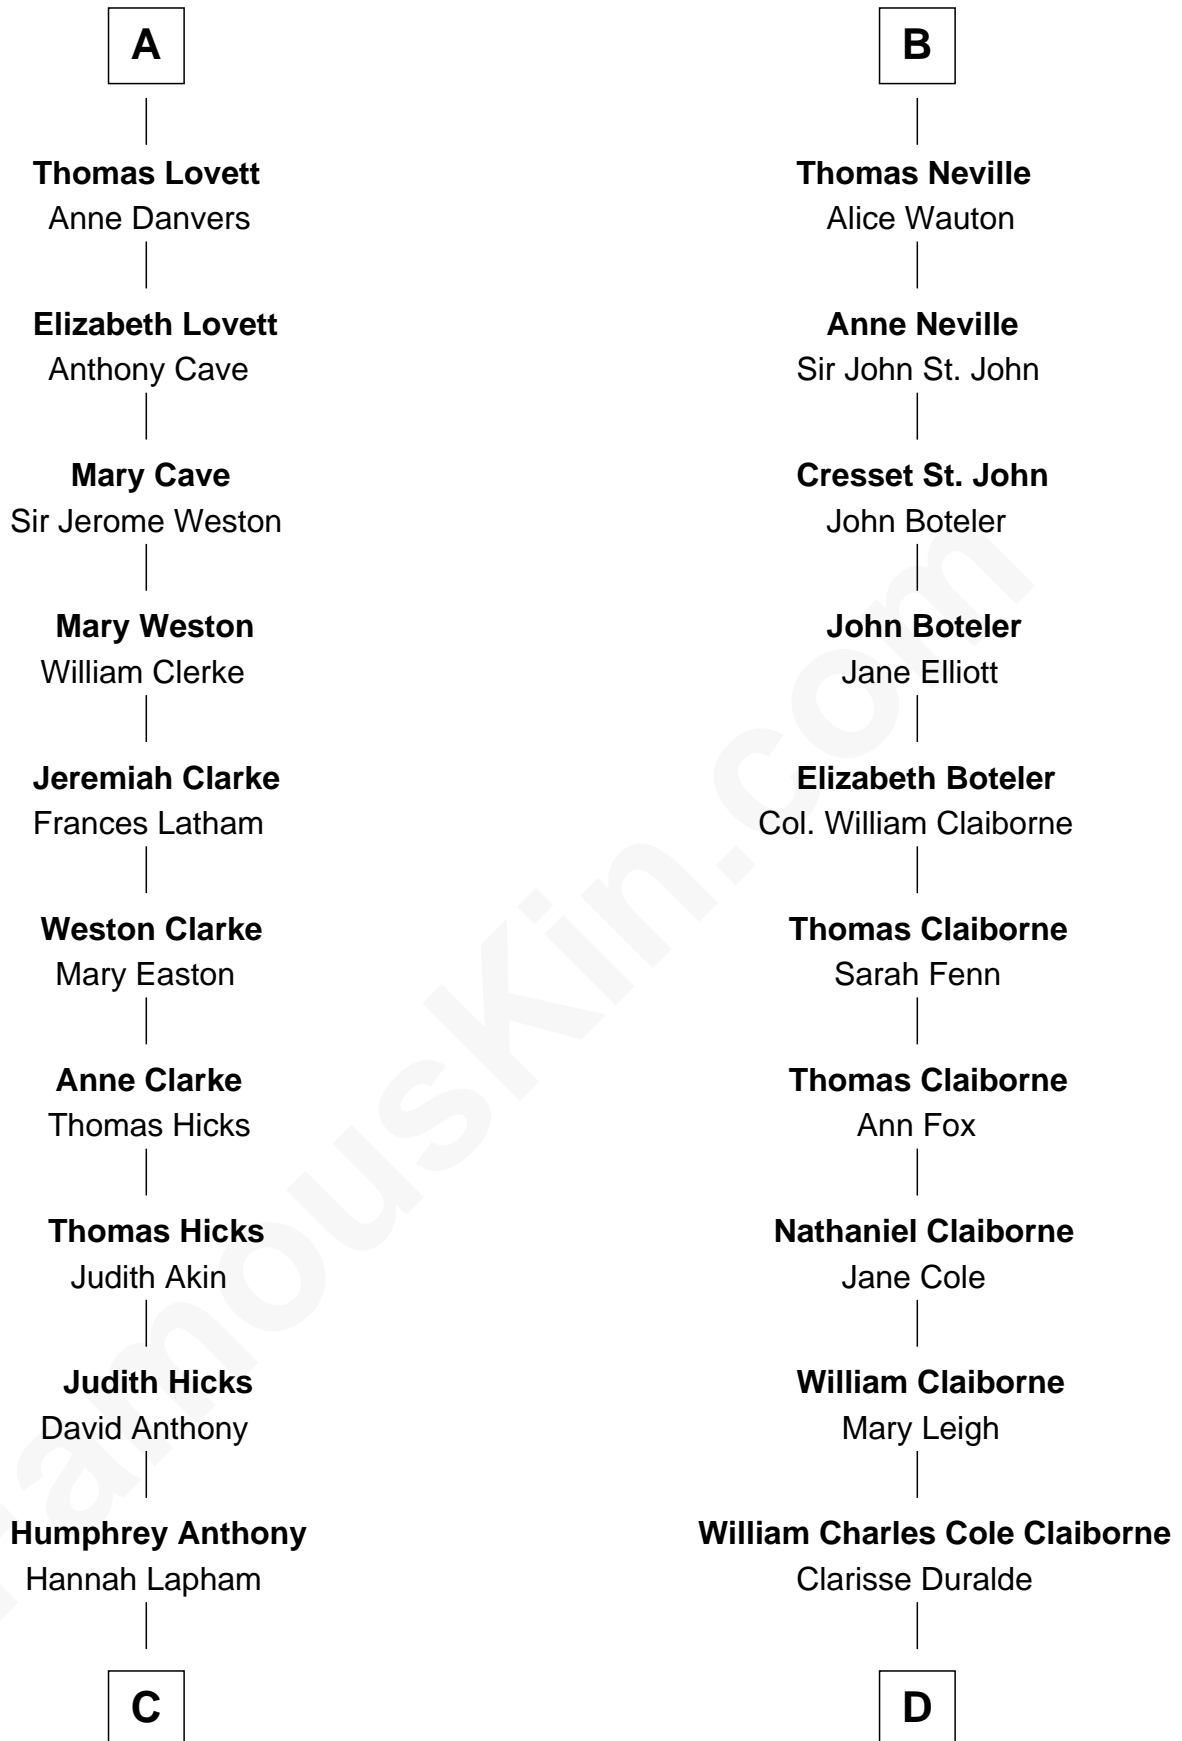 A
Thomas Lovett
Anne Danvers
Elizabeth Lovett
Anthony Cave
Mary Cave
Sir Jerome Weston
Mary Weston
William Clerke
Jeremiah Clarke
Frances Latham
Weston Clarke
Mary Easton
Anne Clarke
Thomas Hicks
Thomas Hicks
Judith Akin
Judith Hicks
David Anthony
Humphrey Anthony
Hannah Lapham
C
B
Thomas Neville
Alice Wauton
Anne Neville
Sir John St. John
Cresset St. John
John Boteler
John Boteler
Jane Elliott
Elizabeth Boteler
Col. William Claiborne
Thomas Claiborne
Sarah Fenn
Thomas Claiborne
Ann Fox
Nathaniel Claiborne
Jane Cole
William Claiborne
Mary Leigh
William Charles Cole Claiborne
Clarisse Duralde
D
FamousKin.com